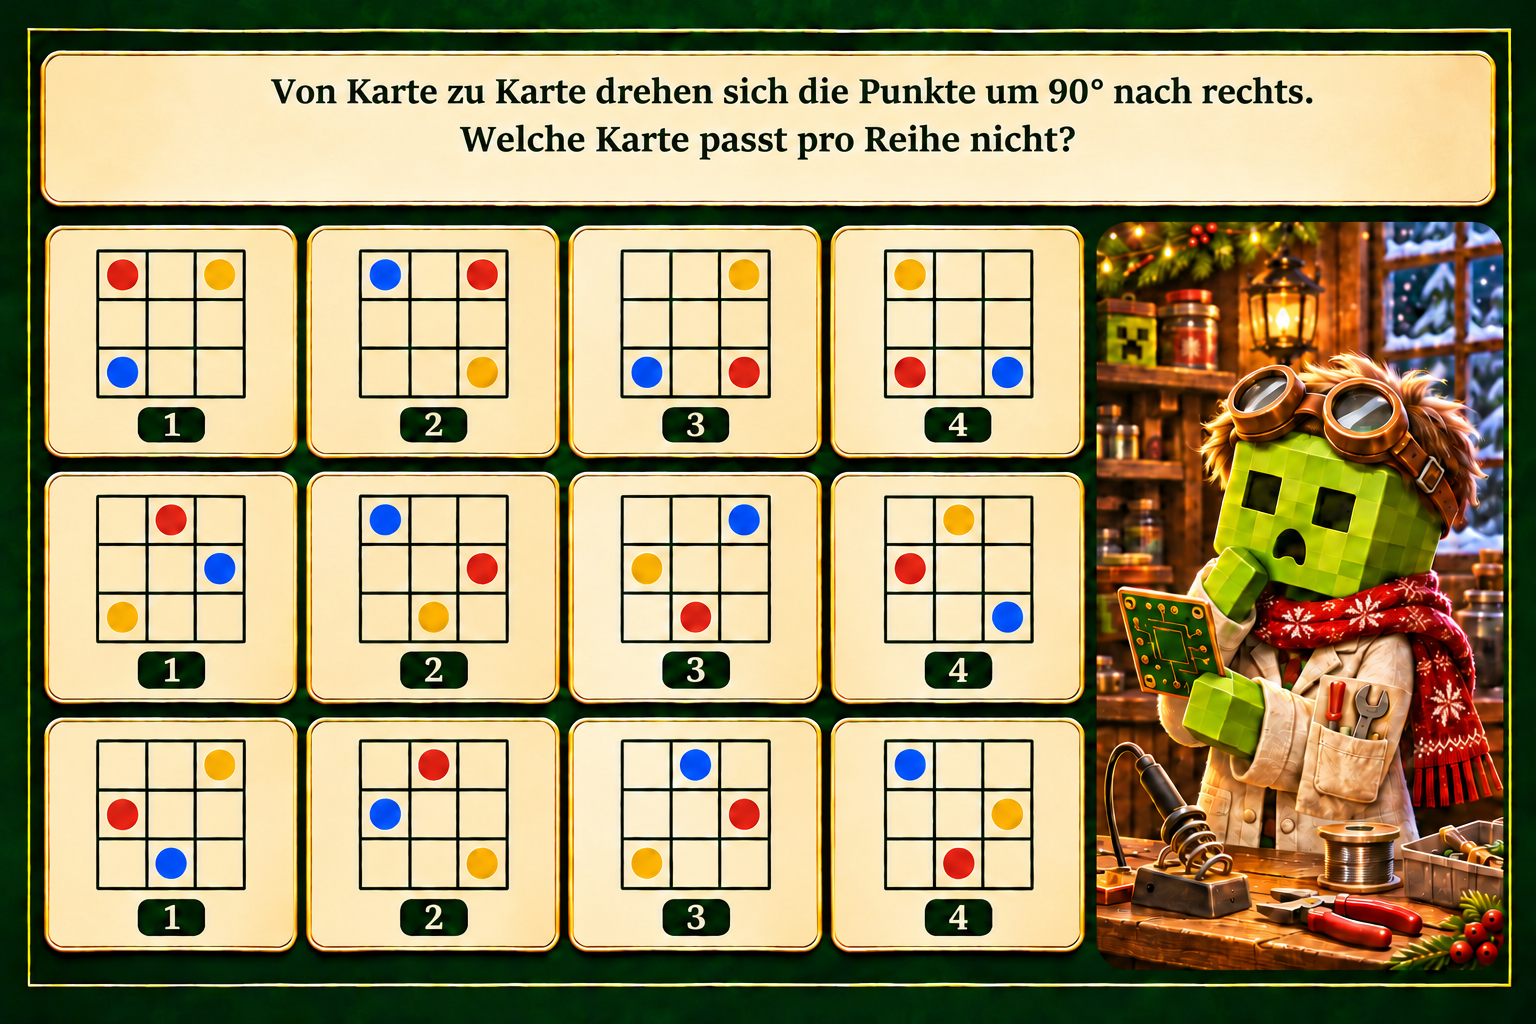 Von Karte zu Karte drehen sich die Punkte um 90° nach rechts.
Welche Karte passt pro Reihe nicht?
1 2 3 4
1 2 3 4
1 2 3 4